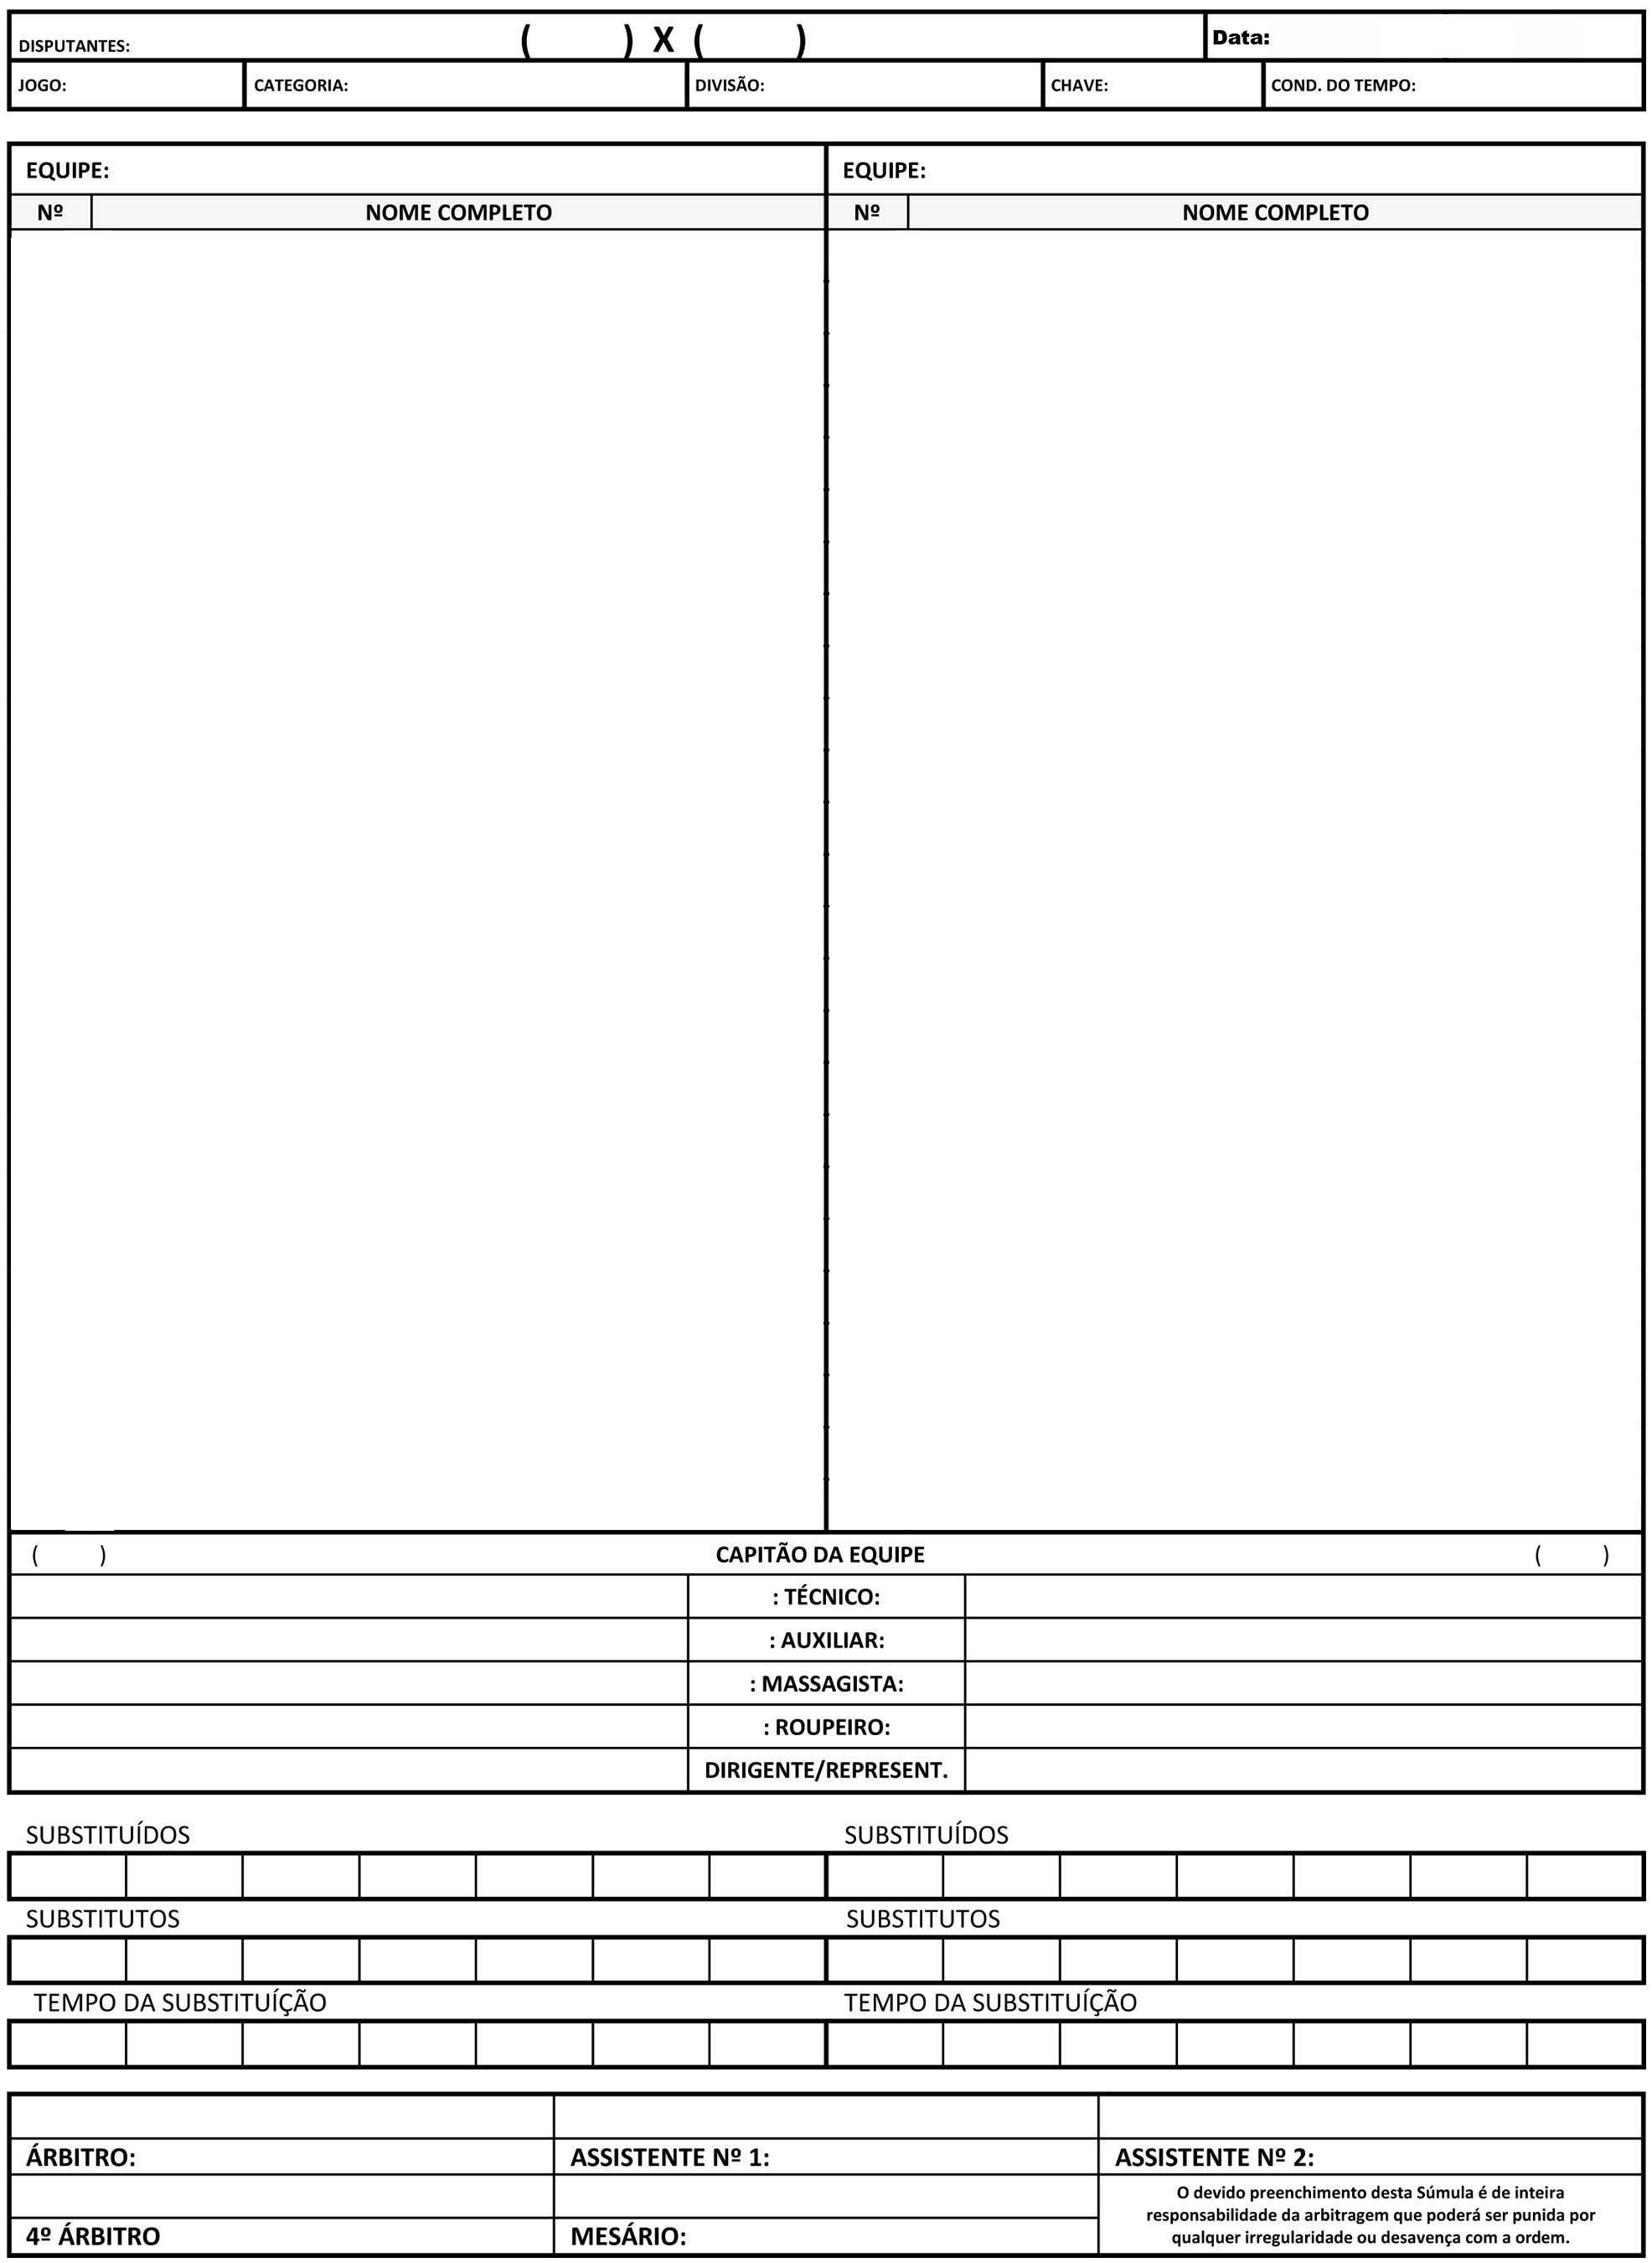 DISPUTANTES: ( ) X ( ) Data:
JOGO: CATEGORIA: DIVISÃO: CHAVE: COND. DO TEMPO:
EQUIPE: EQUIPE:
Nº NOME COMPLETO Nº NOME COMPLETO
( ) CAPITÃO DA EQUIPE ( )
: TÉCNICO:
: AUXILIAR:
: MASSAGISTA:
: ROUPEIRO:
DIRIGENTE/REPRESENT.
SUBSTITUÍDOS SUBSTITUÍDOS
SUBSTITUTOS SUBSTITUTOS
TEMPO DA SUBSTITUÍÇÃO TEMPO DA SUBSTITUÍÇÃO
ÁRBITRO: ASSISTENTE Nº 1: ASSISTENTE Nº 2:
O devido preenchimento desta Súmula é de inteira
responsabilidade da arbitragem que poderá ser punida por
qualquer irregularidade ou desavença com a ordem.
4º ÁRBITRO MESÁRIO: